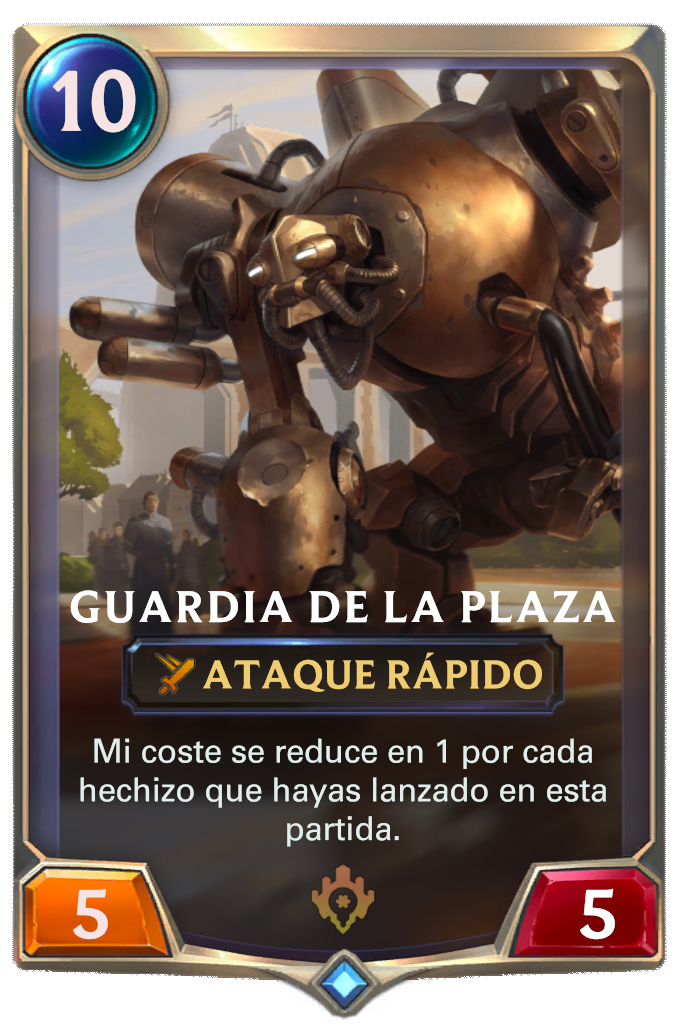 10
GUARDIA DE LA PLAZA
ATAQUE RÁPIDO
Mi coste se reduce en 1 por cada
hechizo que hayas lanzado en esta
partida.
5
5